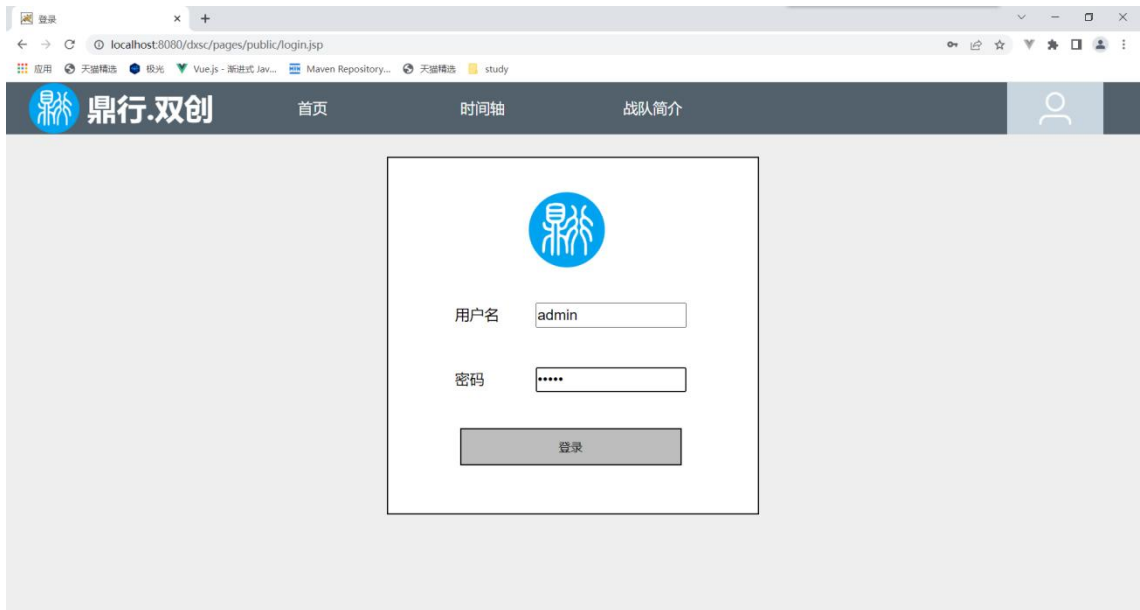 登录
localhost:8080/dxsc/pages/public/login.jsp
应用 天猫精选 极光 Vue.js - 渐进式 Jav... Maven Repository... 天猫精选 study
鼎行.双创 首页 时间轴 战队简介
鼎行
用户名 admin
密码 •••••
登录